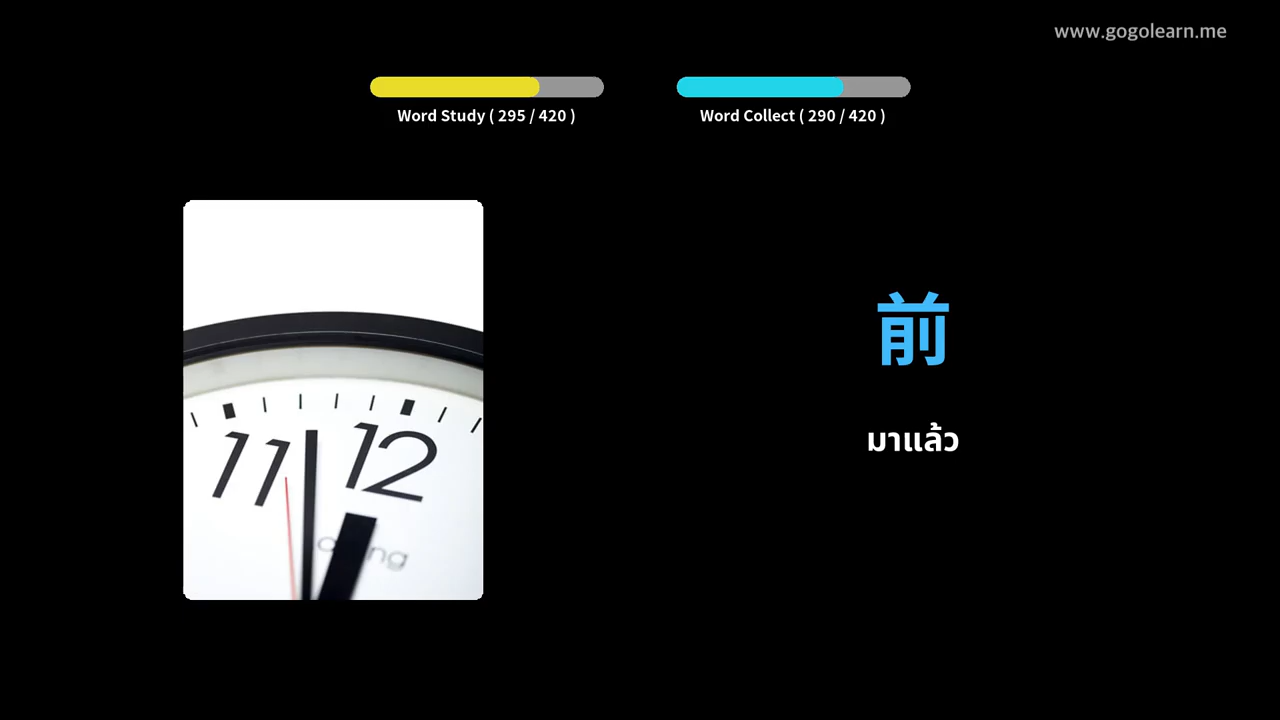 www.gogolearn.me
Word Study ( 295 / 420 )
Word Collect ( 290 / 420 )
11 12
前
มาแล้ว